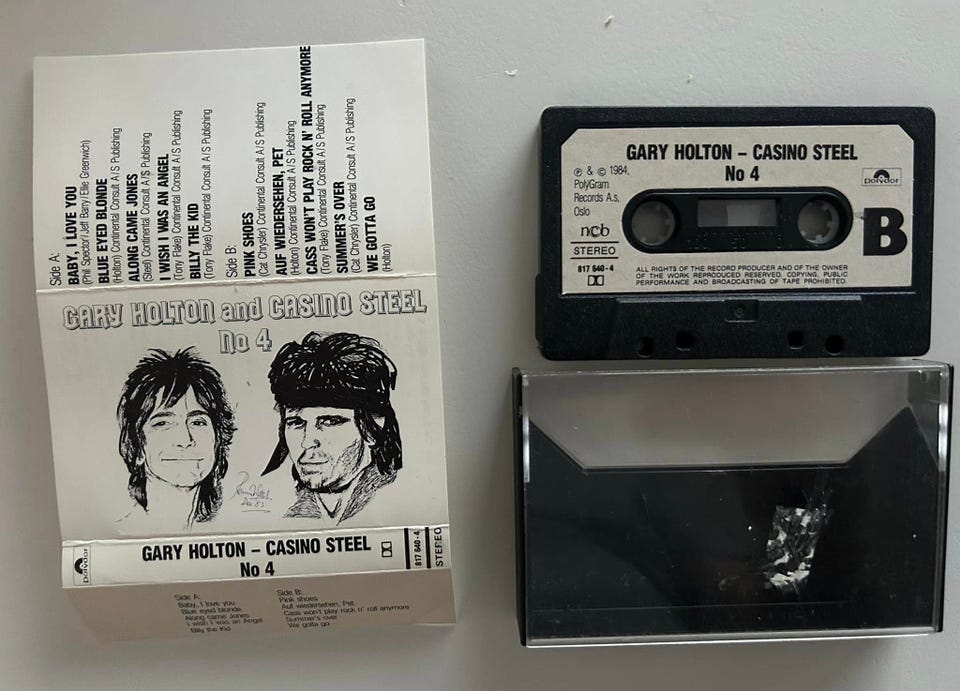 Side A:
BABY, I LOVE YOU
(Phil Spector/Jeff Barry/Ellie Greenwich)
BLUE EYED BLONDE
(Holton) Continental Consult A/S Publishing
ALONG CAME JONES
(Steel) Continental Consult A/S Publishing
I WISH I WAS AN ANGEL
(Tony Flake) Continental Consult A/S Publishing
BILLY THE KID
(Tony Flake) Continental Consult A/S Publishing
Side B:
PINK SHOES
(Cat Chrysler) Continental Consult A/S Publishing
AUF WIEDERSEHEN, PET
(Holton) Continental Consult A/S Publishing
CASS WON'T PLAY ROCK N' ROLL ANYMORE
(Tony Flake) Continental Consult A/S Publishing
SUMMER'S OVER
(Cat Chrysler) Continental Consult A/S Publishing
WE GOTTA GO
(Holton)
GARY HOLTON and CASINO STEEL
No 4
Dec. 83
polydor
GARY HOLTON – CASINO STEEL
No 4
817 640-4
STEREO
Side A:
Baby, I love you
Blue eyed blonde
Along came Jones
I wish I was an Angel
Billy the Kid
Side B:
Pink shoes
Auf wiedersehen, Pet
Cass won't play rock n' roll anymore
Summer's over
We gotta go
GARY HOLTON – CASINO STEEL
No 4
℗ & © 1984,
PolyGram
Records A.s,
Oslo
ncb
STEREO
817 640-4
polydor
B
ALL RIGHTS OF THE RECORD PRODUCER AND OF THE OWNER
OF THE WORK REPRODUCED RESERVED. COPYING, PUBLIC
PERFORMANCE AND BROADCASTING OF TAPE PROHIBITED.